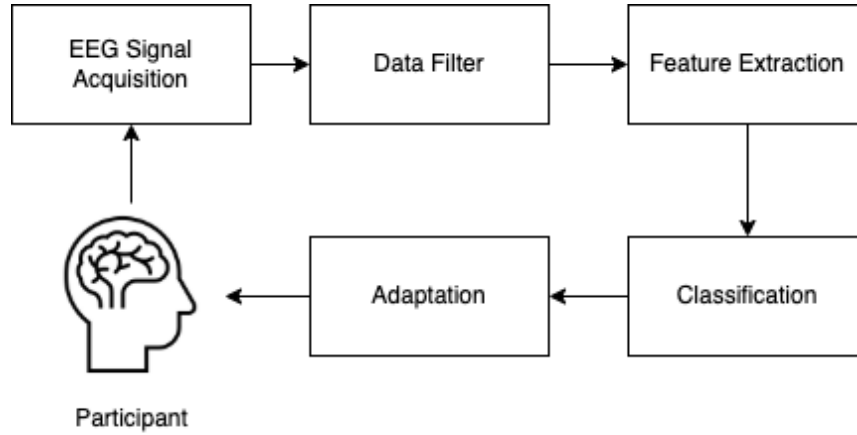 EEG Signal
Acquisition
Data Filter
Feature Extraction
Adaptation
Classification
Participant